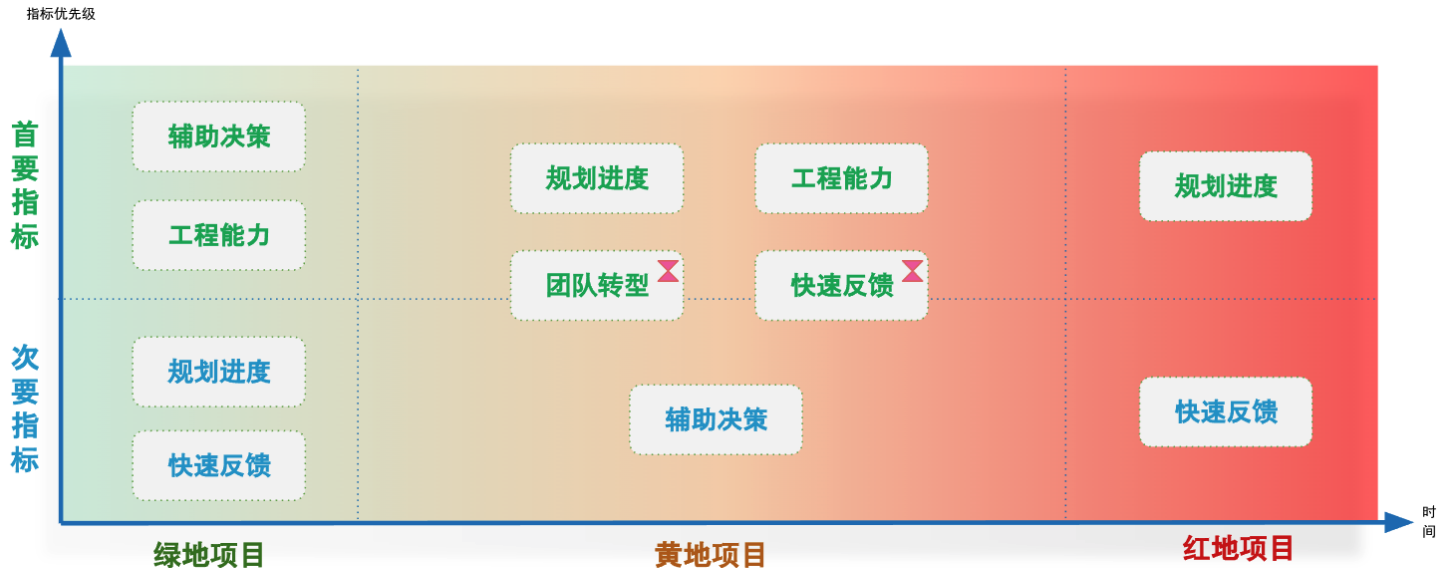 指标优先级
首要指标
辅助决策
工程能力
规划进度
工程能力
团队转型
快速反馈
规划进度
次要指标
规划进度
快速反馈
辅助决策
快速反馈
时间
绿地项目
黄地项目
红地项目